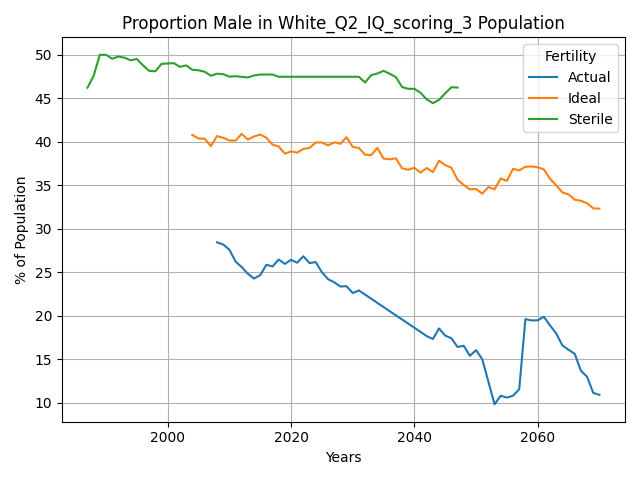 Proportion Male in White_Q2_IQ_scoring_3 Population
Fertility
Actual
Ideal
Sterile
% of Population
50
45
40
35
30
25
20
15
10
2000
2020
2040
2060
Years